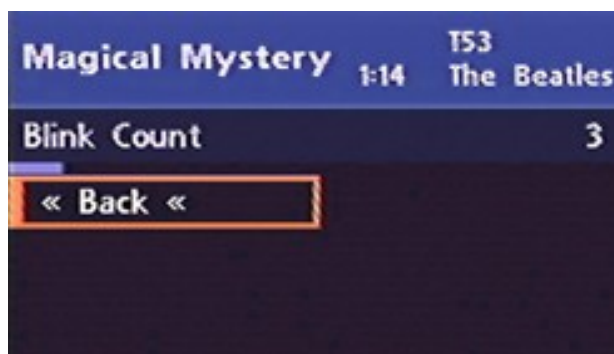 Magical Mystery 1:14 T53
The Beatles
Blink Count 3
« Back «